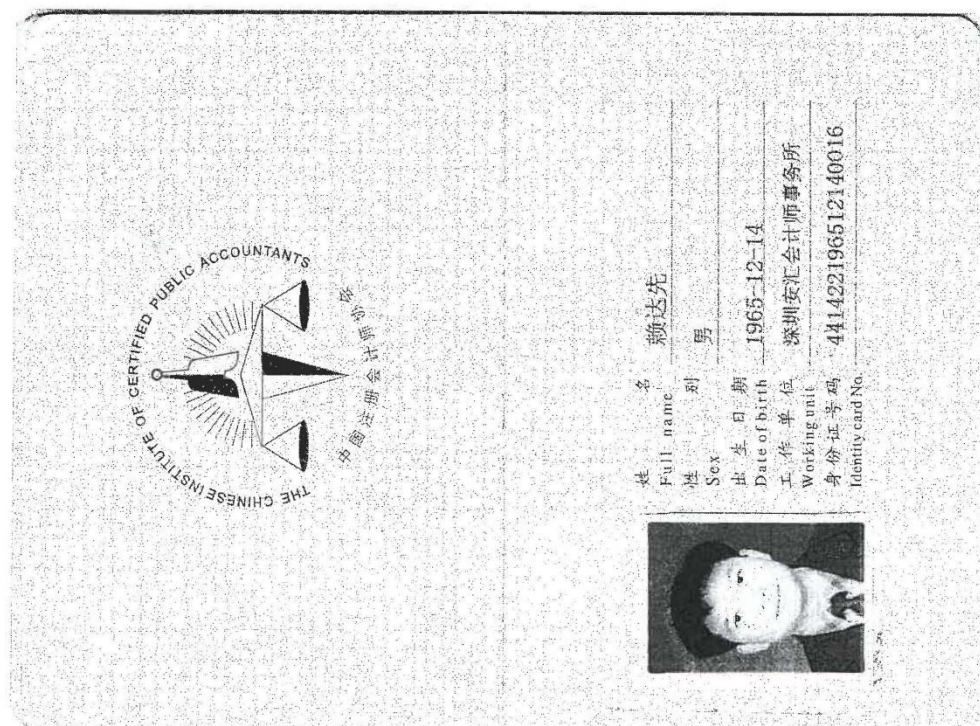 THE CHINESE INSTITUTE OF CERTIFIED PUBLIC ACCOUNTANTS
中国注册会计师协会
姓名 赖达先
Full name
性别 男
Sex
出生日期 1965-12-14
Date of birth
工作单位 深圳安汇会计师事务所
Working unit
身份证号码 441422196512140016
Identity card No.